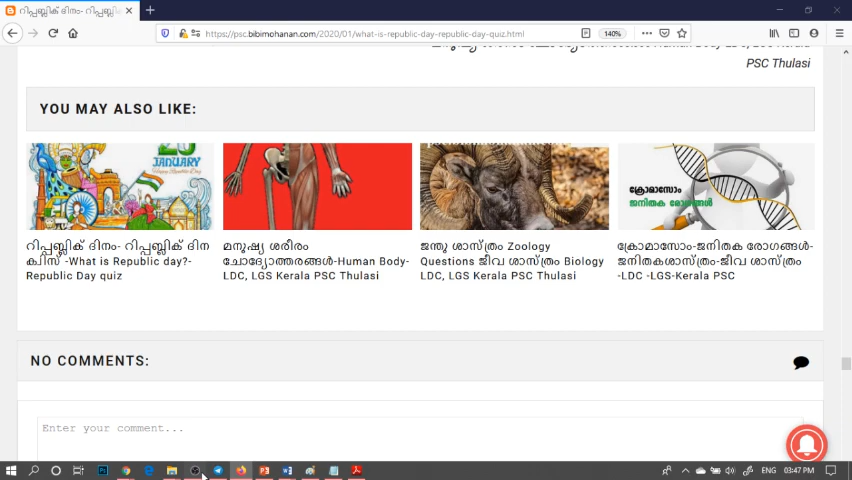 റിപ്പബ്ലിക് ദിനം- റിപ്പബ്ലിക്
https://psc.bibimohanan.com/2020/01/what-is-republic-day-republic-day-quiz.html
140%
PSC Thulasi
YOU MAY ALSO LIKE:
JANUARY
ക്രോമാസോം
ജനിതക രോഗങ്ങൾ
റിപ്പബ്ലിക് ദിനം- റിപ്പബ്ലിക് ദിന
ക്വിസ് -What is Republic day?-
Republic Day quiz
മനുഷ്യ ശരീരം
ചോദ്യോത്തരങ്ങൾ-Human Body-
LDC, LGS Kerala PSC Thulasi
ജന്തു ശാസ്ത്രം Zoology
Questions ജീവ ശാസ്ത്രം Biology
LDC, LGS Kerala PSC Thulasi
ക്രോമാസോം-ജനിതക രോഗങ്ങൾ-
ജനിതകശാസ്ത്രം-ജീവ ശാസ്ത്രം
-LDC -LGS-Kerala PSC
NO COMMENTS:
Enter your comment...
ENG
03:47 PM